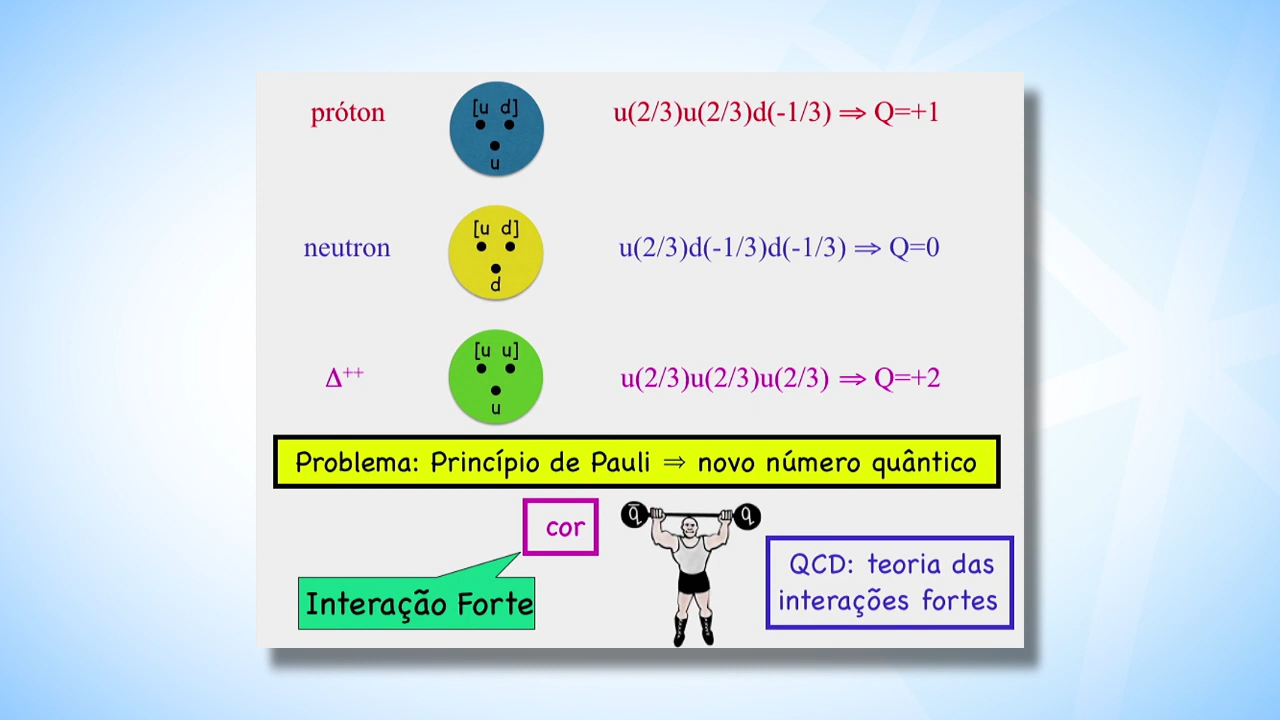 próton
[u d]
u
u(2/3)u(2/3)d(-1/3) ⇒ Q=+1
neutron
[u d]
d
u(2/3)d(-1/3)d(-1/3) ⇒ Q=0
Δ⁺⁺
[u u]
u
u(2/3)u(2/3)u(2/3) ⇒ Q=+2
Problema: Princípio de Pauli ⇒ novo número quântico
cor
q̅ q
Interação Forte
QCD: teoria das
interações fortes